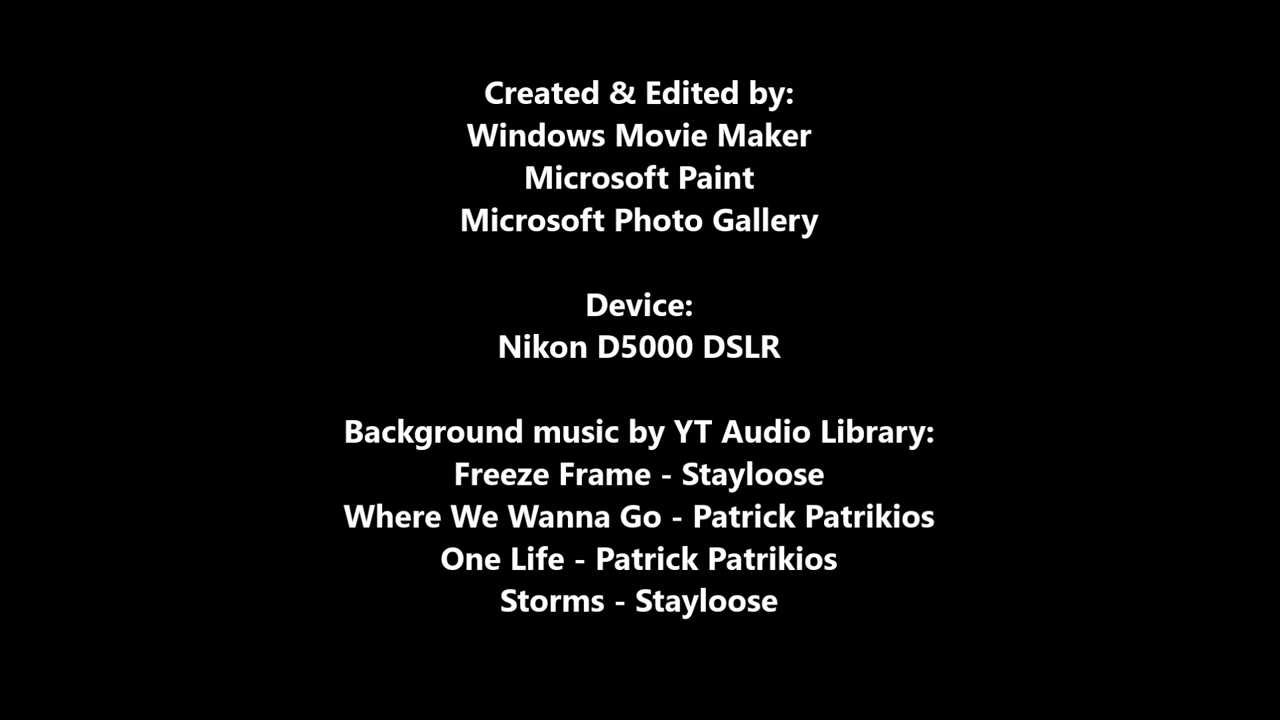 Created & Edited by:
Windows Movie Maker
Microsoft Paint
Microsoft Photo Gallery
Device:
Nikon D5000 DSLR
Background music by YT Audio Library:
Freeze Frame - Stayloose
Where We Wanna Go - Patrick Patrikios
One Life - Patrick Patrikios
Storms - Stayloose